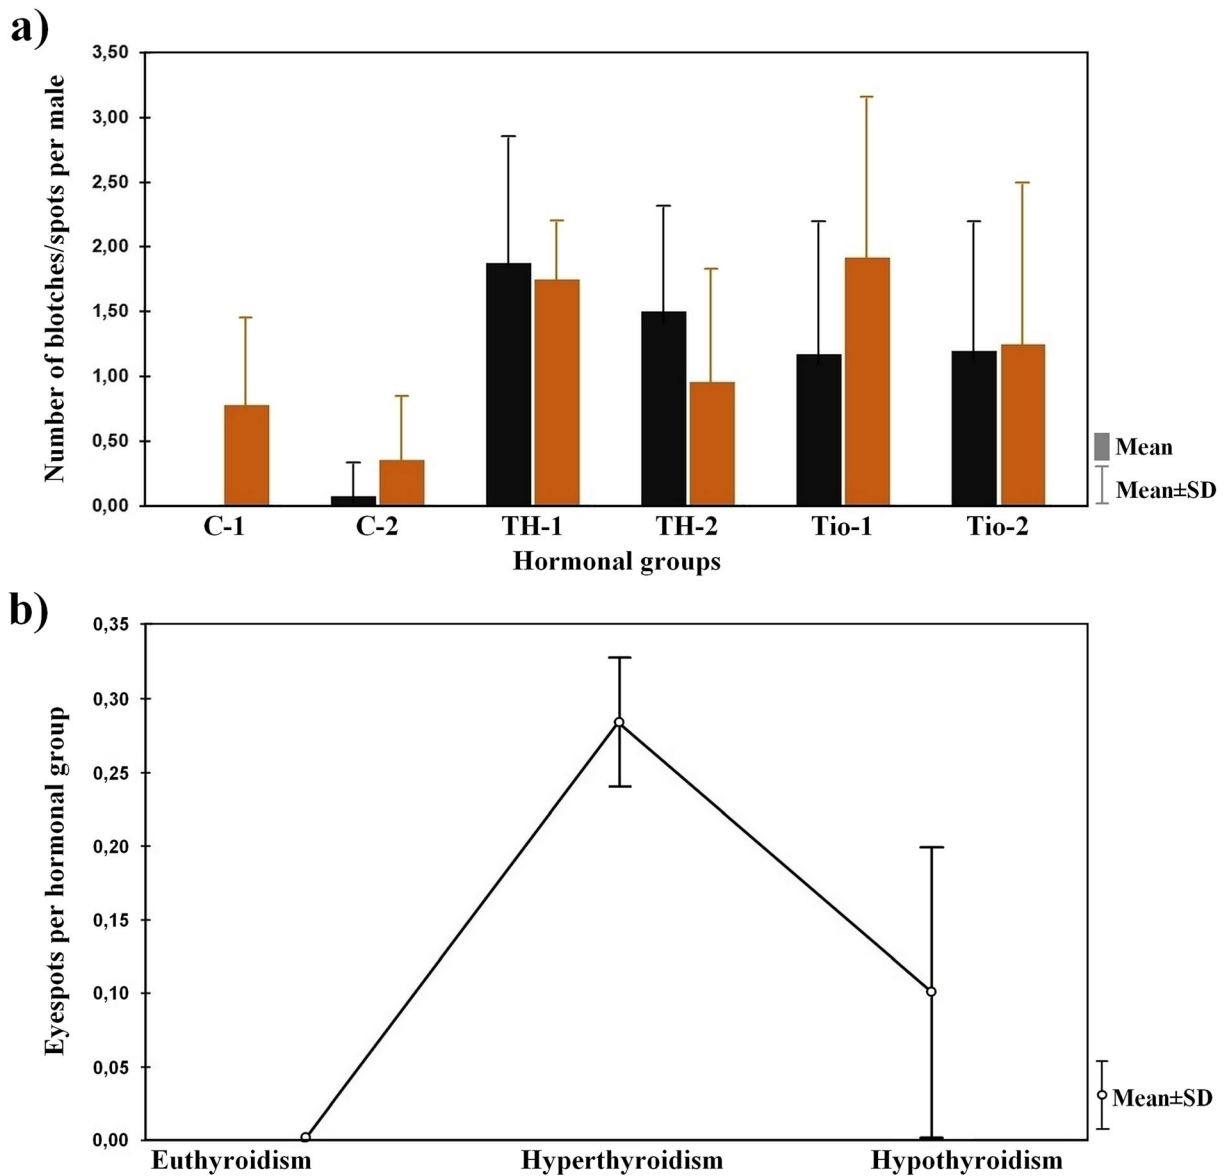 a)
Number of blotches/spots per male
3,50
3,00
2,50
2,00
1,50
1,00
0,50
0,00
C-1 C-2 TH-1 TH-2 Tio-1 Tio-2
Hormonal groups
Mean
Mean±SD
b)
Eyespots per hormonal group
0,35
0,30
0,25
0,20
0,15
0,10
0,05
0,00
Euthyroidism Hyperthyroidism Hypothyroidism
Mean±SD